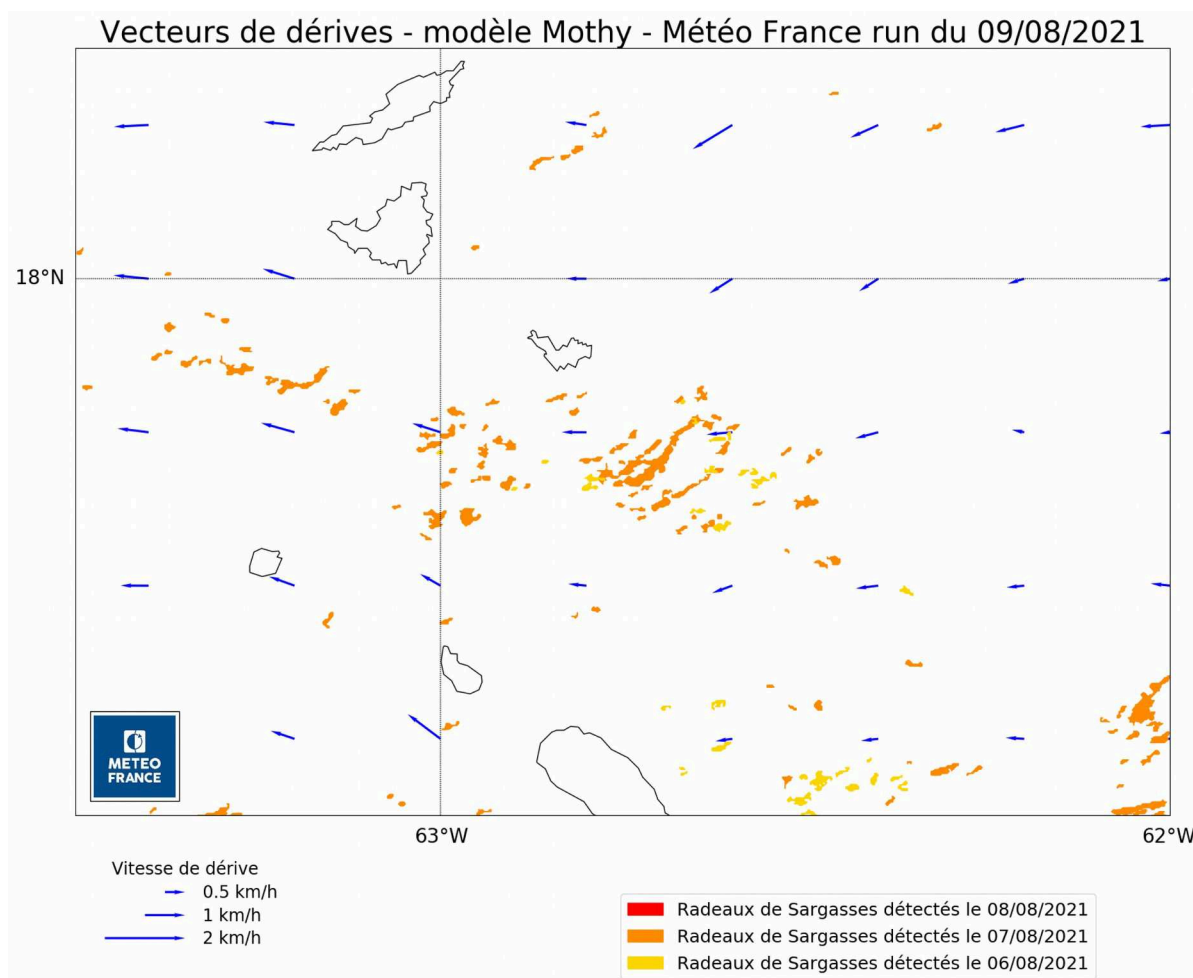 Vecteurs de dérives - modèle Mothy - Météo France run du 09/08/2021
18°N
METEO
FRANCE
63°W
62°W
Vitesse de dérive
0.5 km/h
1 km/h
2 km/h
Radeaux de Sargasses détectés le 08/08/2021
Radeaux de Sargasses détectés le 07/08/2021
Radeaux de Sargasses détectés le 06/08/2021